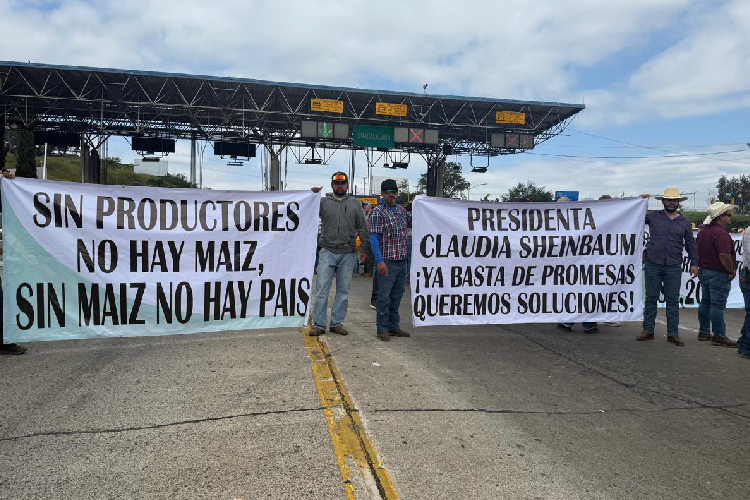 SIN PRODUCTORES
NO HAY MAIZ,
SIN MAIZ NO HAY PAIS
PRESIDENTA
CLAUDIA SHEINBAUM
¡YA BASTA DE PROMESAS
QUEREMOS SOLUCIONES!